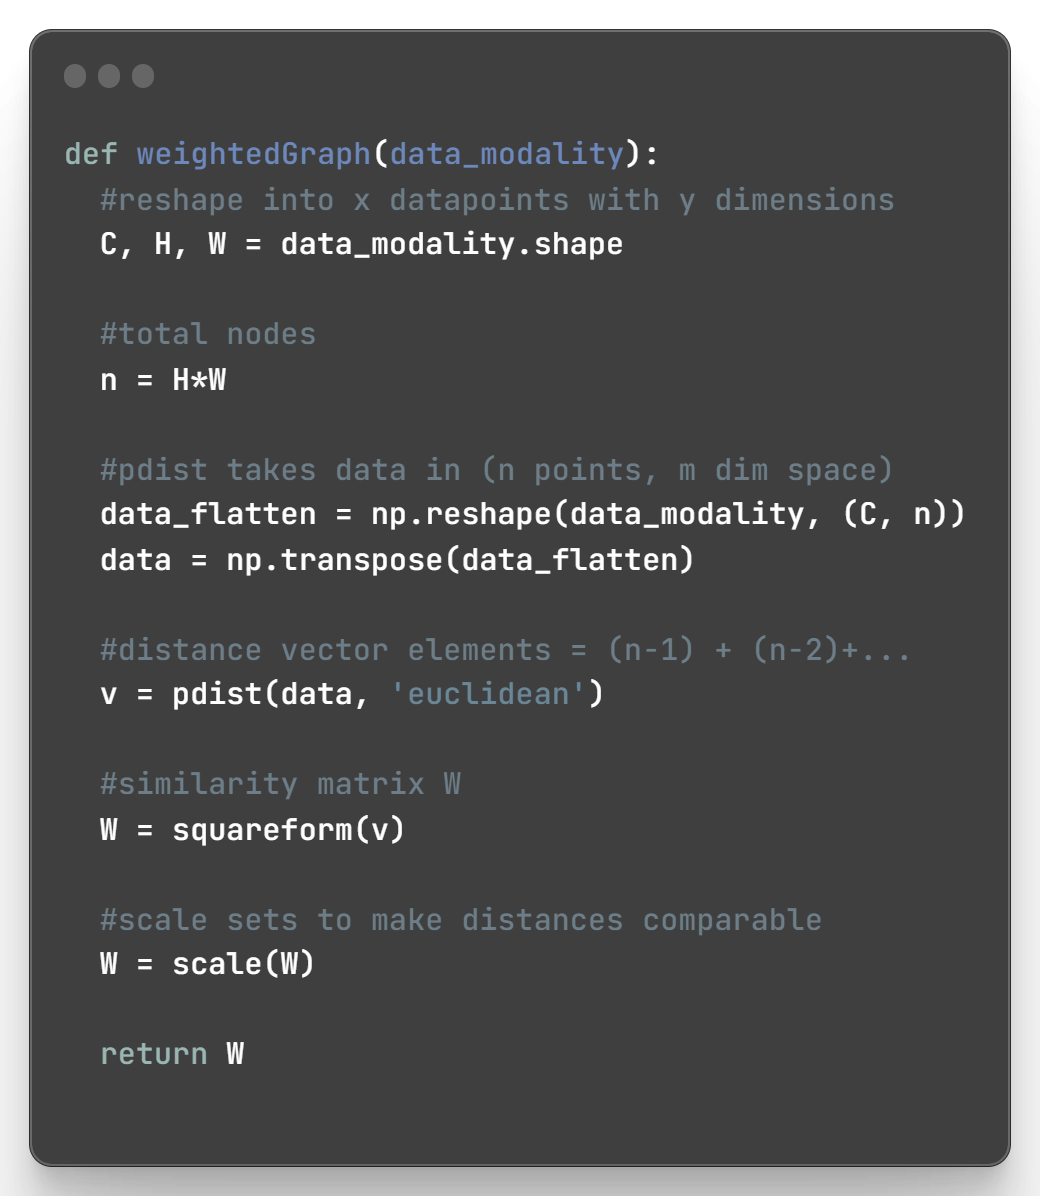 def weightedGraph(data_modality):
  #reshape into x datapoints with y dimensions
  C, H, W = data_modality.shape

  #total nodes
  n = H*W

  #pdist takes data in (n points, m dim space)
  data_flatten = np.reshape(data_modality, (C, n))
  data = np.transpose(data_flatten)

  #distance vector elements = (n-1) + (n-2)+...
  v = pdist(data, 'euclidean')

  #similarity matrix W
  W = squareform(v)

  #scale sets to make distances comparable
  W = scale(W)

  return W